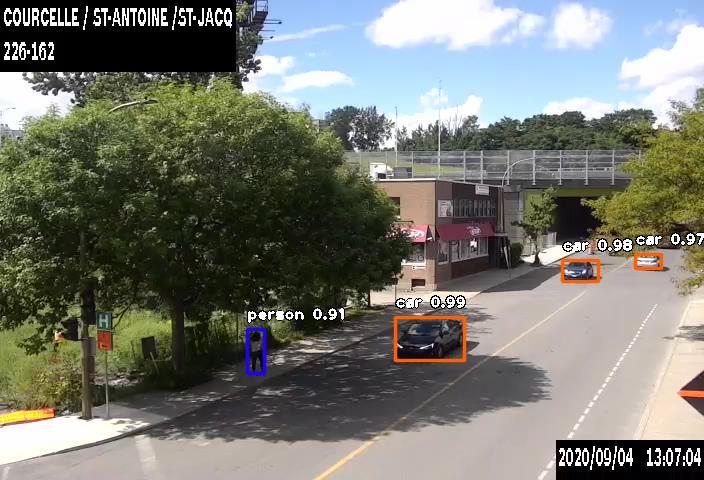 COURCELLE / ST-ANTOINE /ST-JACQ
226-162
car 0.98
car 0.97
car 0.99
person 0.91
H
2020/09/04 13:07:04